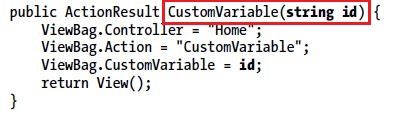 public ActionResult CustomVariable(string id) {
ViewBag.Controller = "Home";
ViewBag.Action = "CustomVariable";
ViewBag.CustomVariable = id;
return View();
}